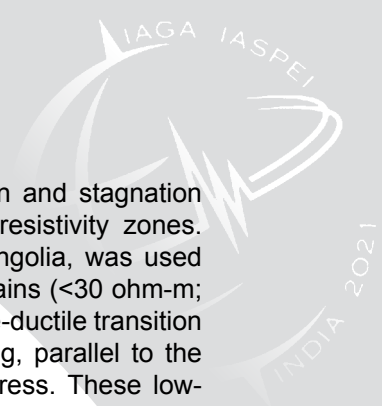 IAGA IASPEI
INDIA 2021
n and stagnation
resistivity zones.
ngolia, was used
ains (<30 ohm-m;
-ductile transition
g, parallel to the
ress. These low-